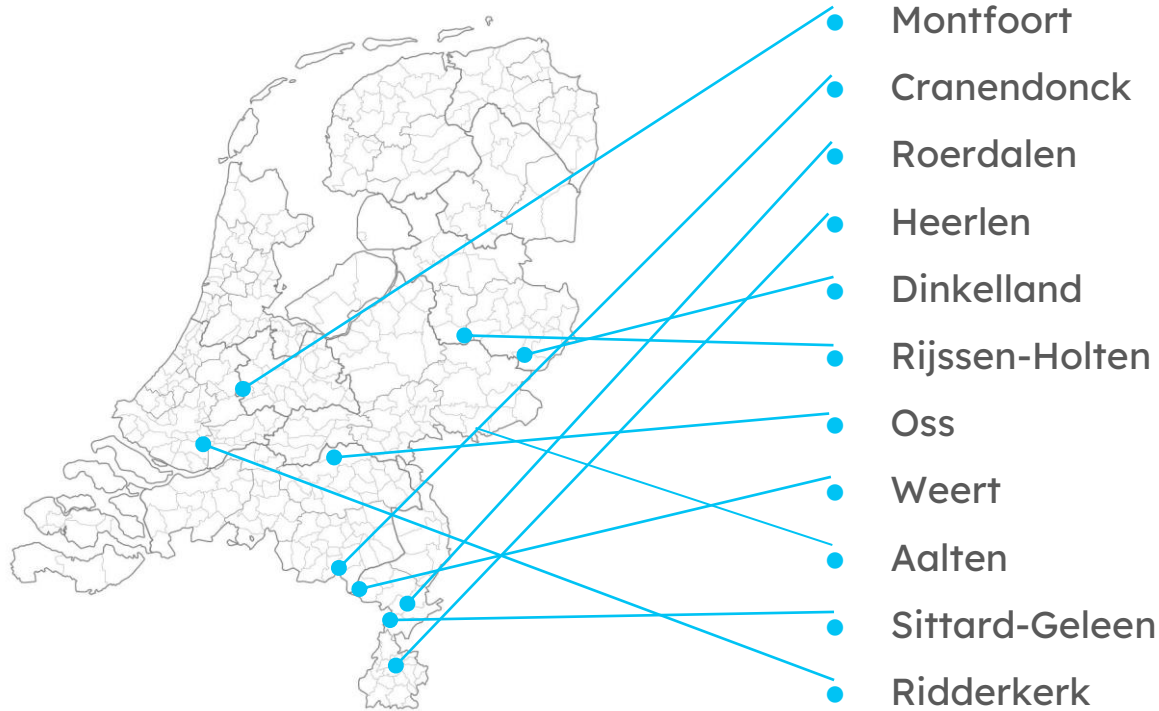 Montfoort
Cranendonck
Roerdalen
Heerlen
Dinkelland
Rijssen-Holten
Oss
Weert
Aalten
Sittard-Geleen
Ridderkerk